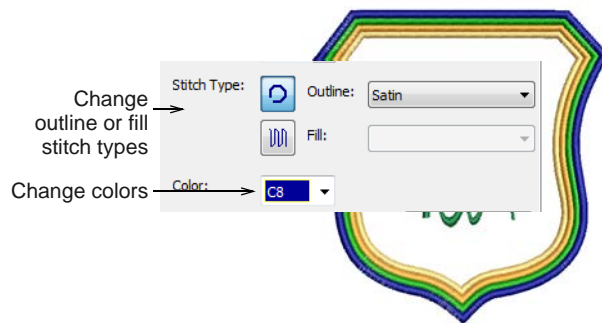 Change
outline or fill
stitch types
Stitch Type:
Outline: Satin
Fill:
Change colors
Color: C8